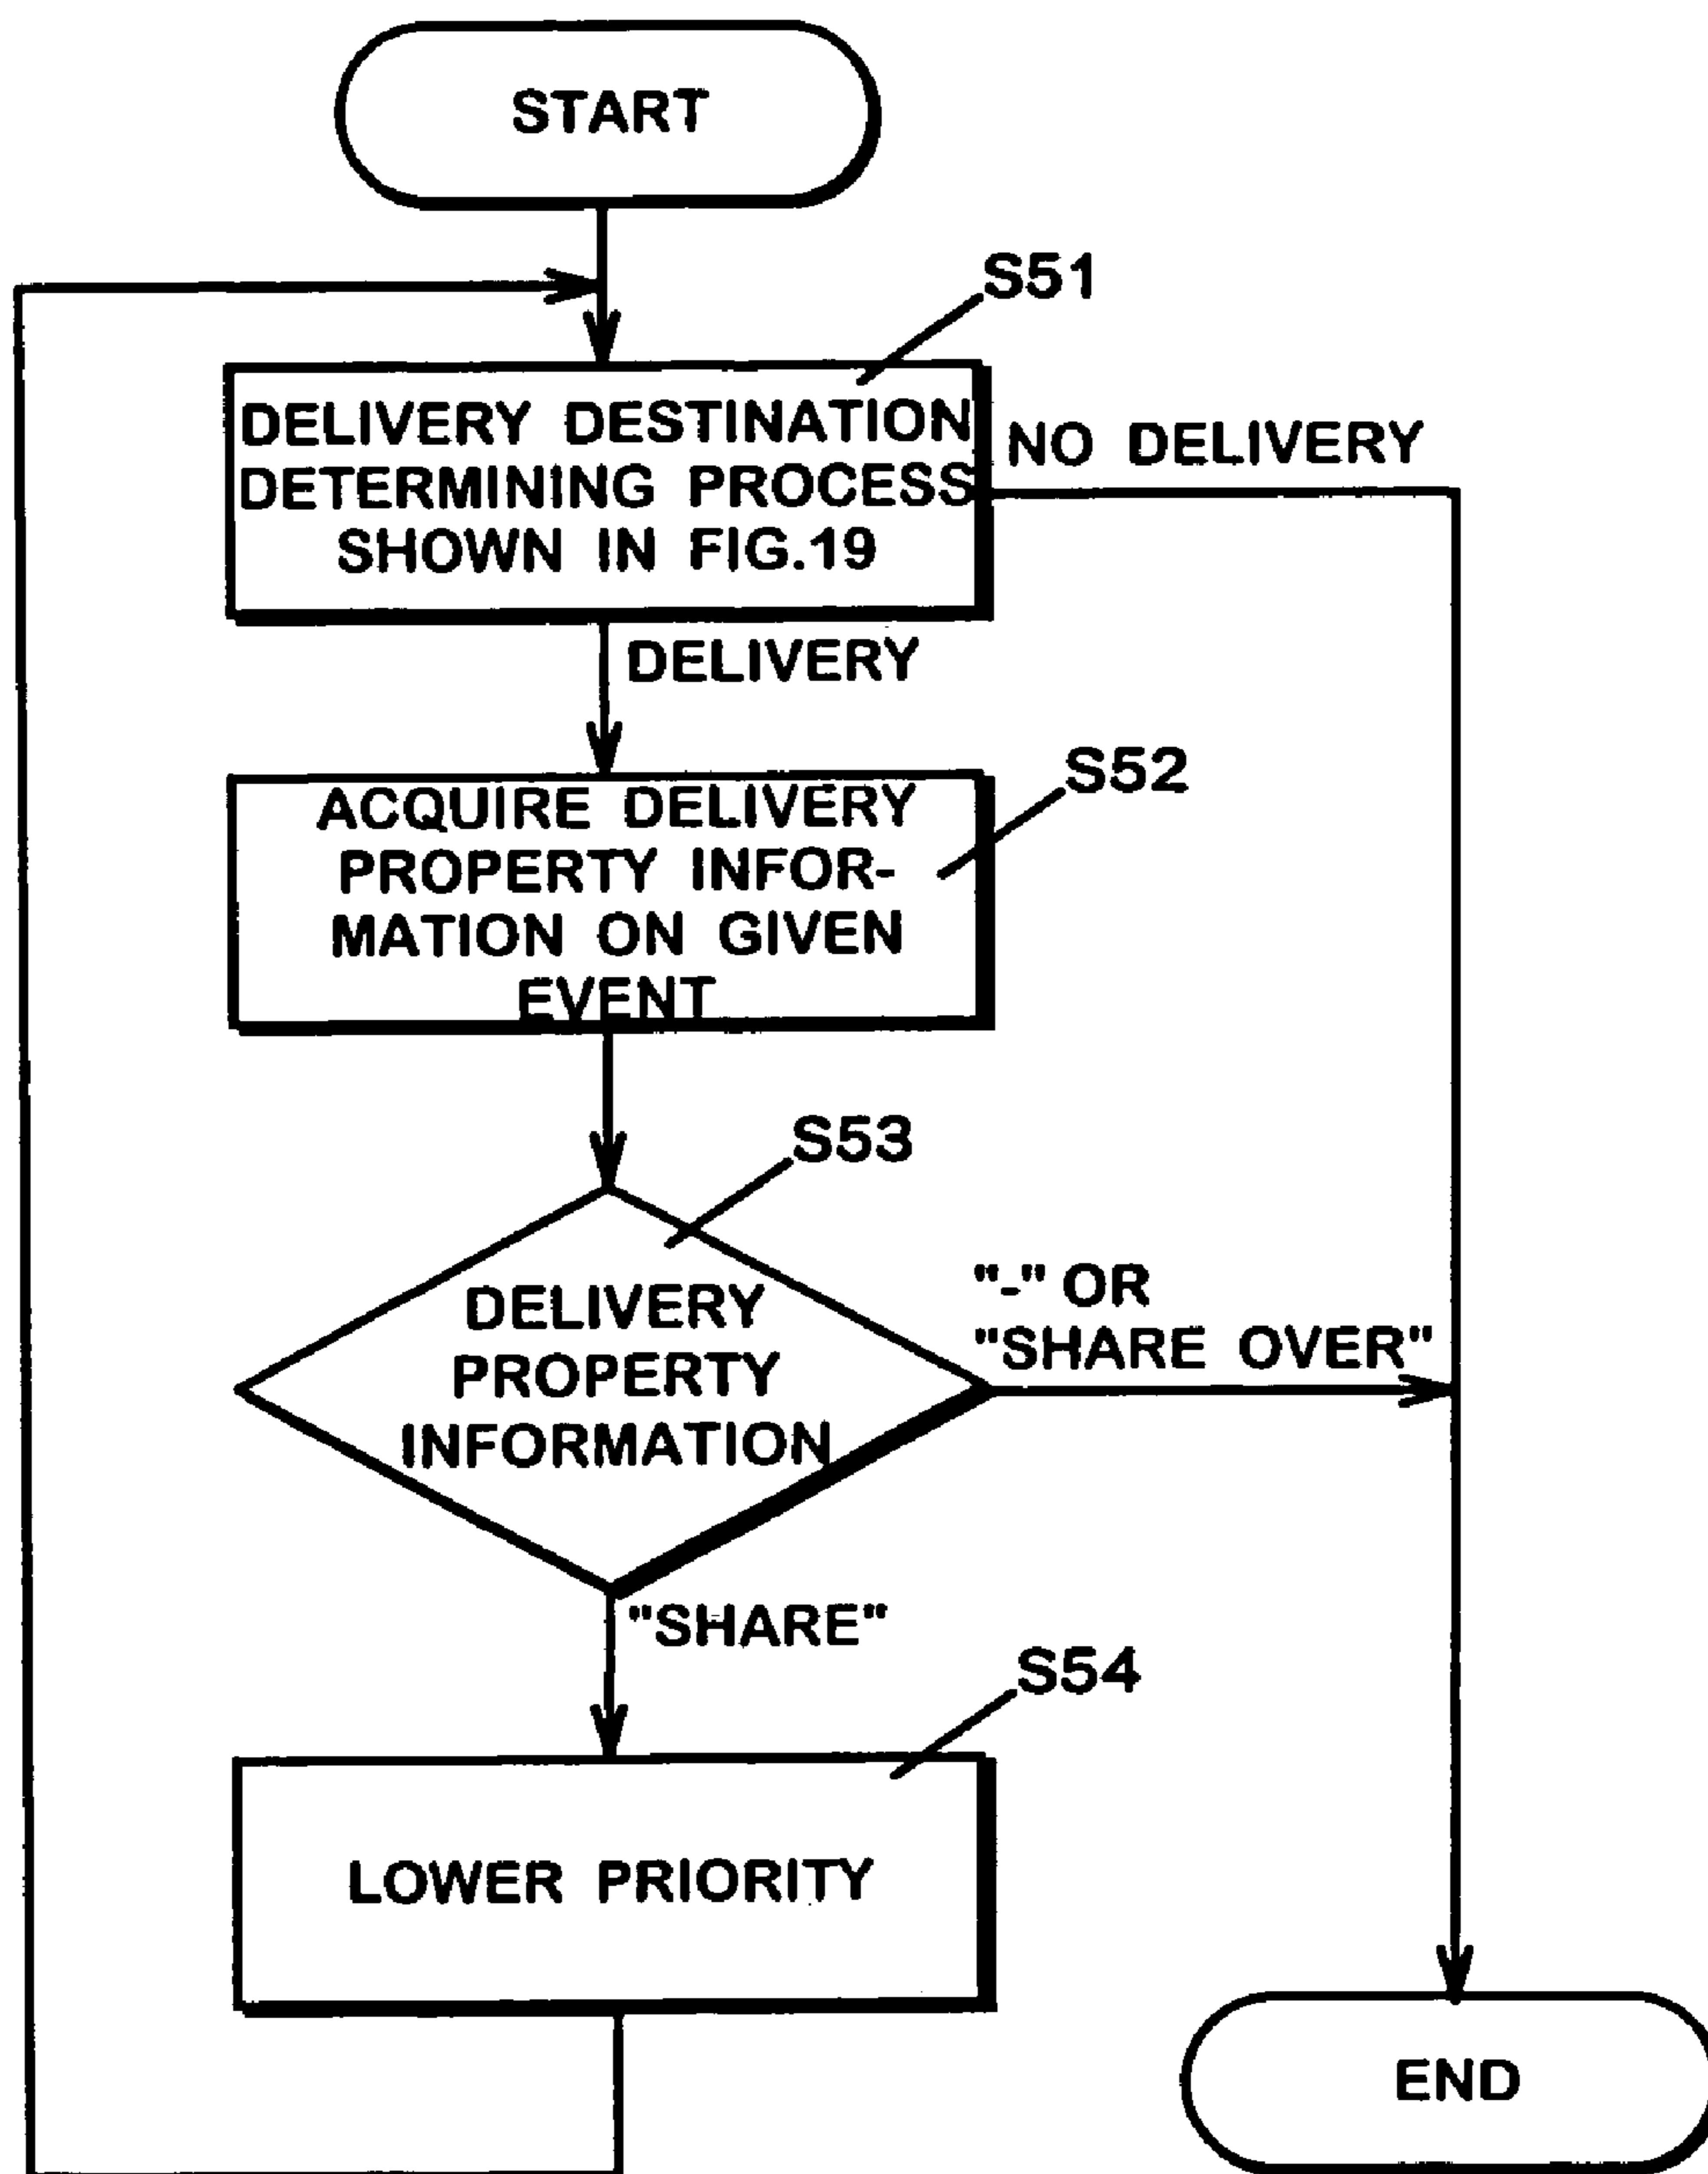 START
S51
DELIVERY DESTINATION
DETERMINING PROCESS
SHOWN IN FIG.19
NO DELIVERY
DELIVERY
S52
ACQUIRE DELIVERY
PROPERTY INFOR-
MATION ON GIVEN
EVENT
S53
DELIVERY
PROPERTY
INFORMATION
"-" OR
"SHARE OVER"
"SHARE"
S54
LOWER PRIORITY
END